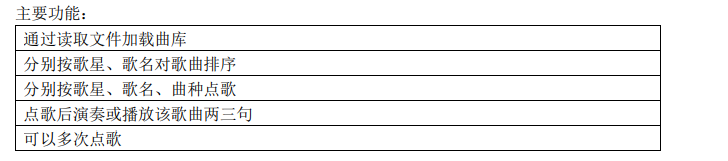 主要功能：
通过读取文件加载曲库
分别按歌星、歌名对歌曲排序
分别按歌星、歌名、曲种点歌
点歌后演奏或播放该歌曲两三句
可以多次点歌